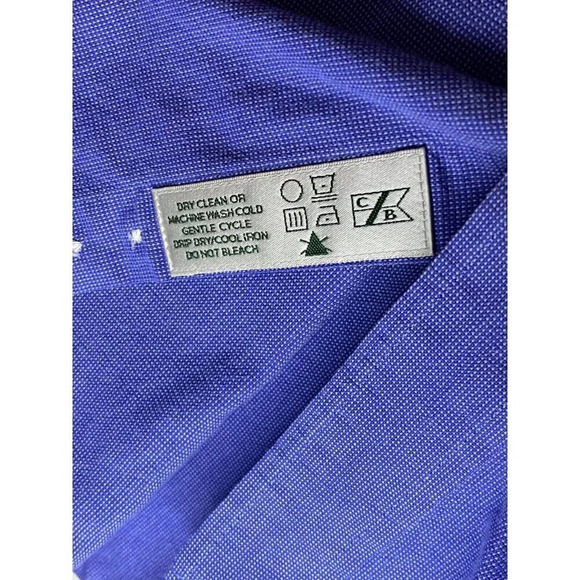 DRY CLEAN OR
MACHINE WASH COLD
GENTLE CYCLE
DRIP DRY/COOL IRON
DO NOT BLEACH
C
B